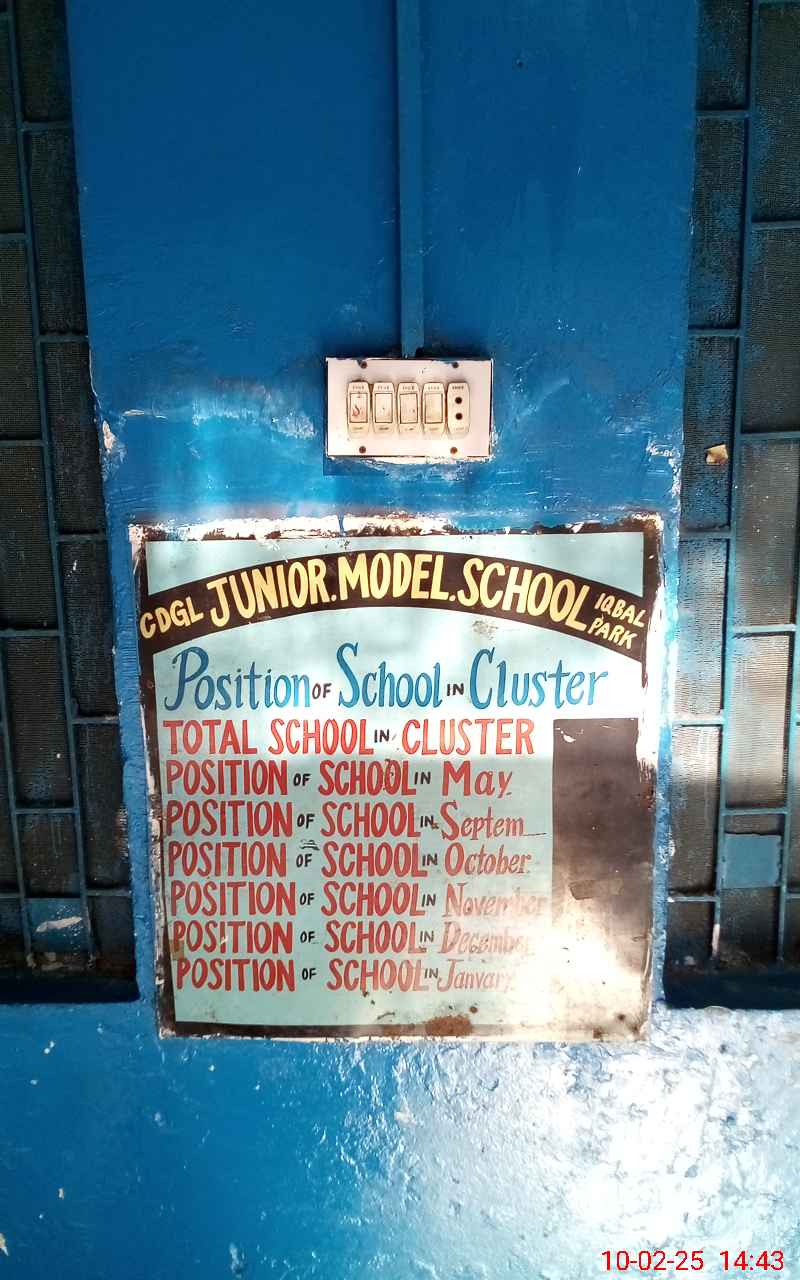 CDGL JUNIOR.MODEL.SCHOOL IQBAL PARK
Position OF School IN Cluster
TOTAL SCHOOL IN CLUSTER
POSITION OF SCHOOL IN May
POSITION OF SCHOOL IN Septem
POSITION OF SCHOOL IN October
POSITION OF SCHOOL IN November
POSITION OF SCHOOL IN December
POSITION OF SCHOOL IN Janvary
10-02-25 14:43